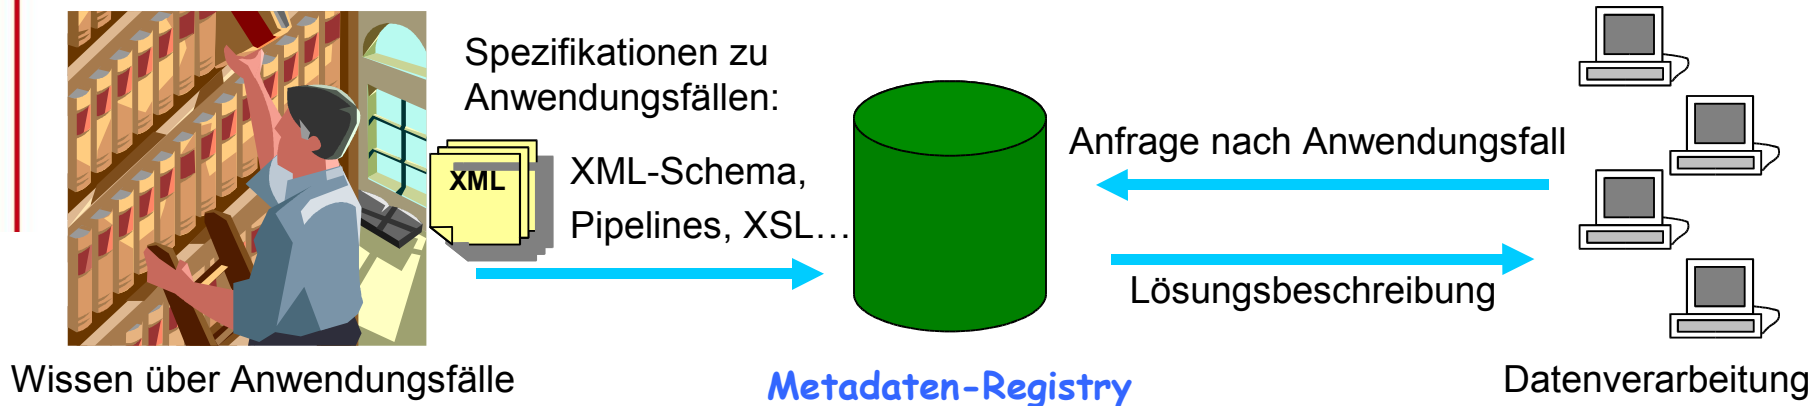 Spezifikationen zu
Anwendungsfällen:
XML
XML-Schema,
Pipelines, XSL…
Anfrage nach Anwendungsfall
Lösungsbeschreibung
Wissen über Anwendungsfälle
Metadaten-Registry
Datenverarbeitung